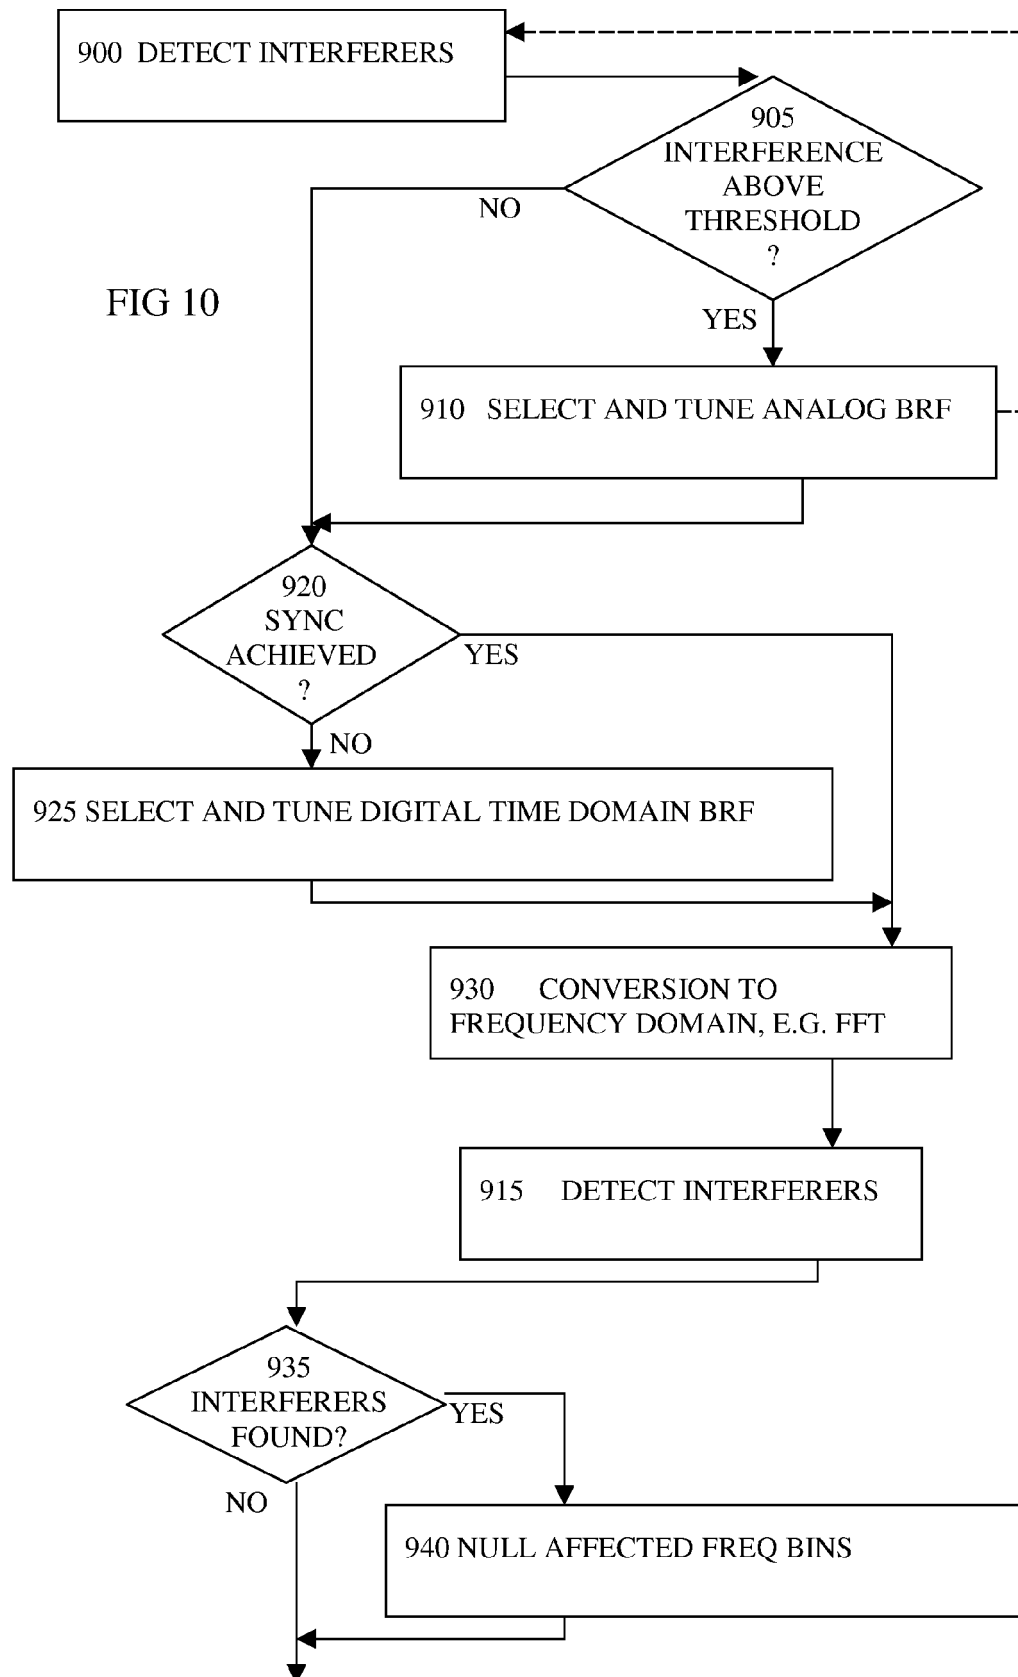 900 DETECT INTERFERERS
905
INTERFERENCE
ABOVE
THRESHOLD
?
NO
FIG 10
YES
910 SELECT AND TUNE ANALOG BRF
920
SYNC
ACHIEVED
?
YES
NO
925 SELECT AND TUNE DIGITAL TIME DOMAIN BRF
930 CONVERSION TO
FREQUENCY DOMAIN, E.G. FFT
915 DETECT INTERFERERS
935
INTERFERERS
FOUND?
YES
NO
940 NULL AFFECTED FREQ BINS